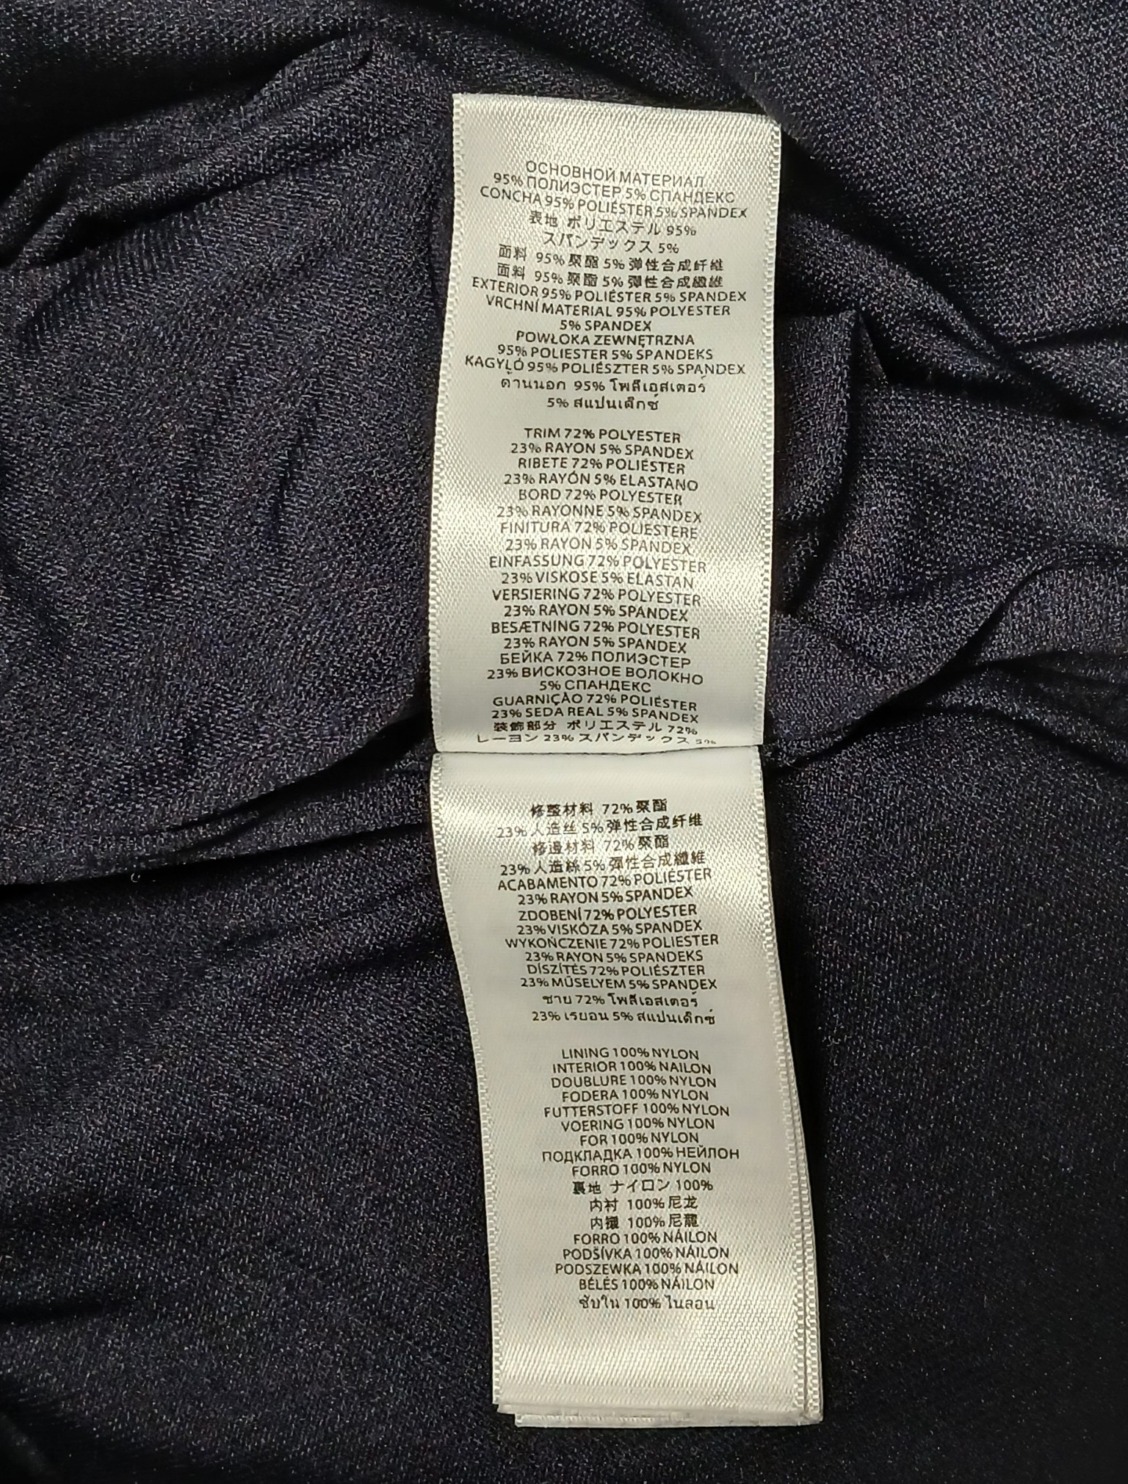 ОСНОВНОЙ МАТЕРИАЛ
95% ПОЛИЭСТЕР 5% СПАНДЕКС
CONCHA 95% POLIÉSTER 5% SPANDEX
表地 ポリエステル 95%
スパンデックス 5%
面料 95% 聚酯 5% 弹性合成纤维
面料 95% 聚酯 5% 彈性合成纖維
EXTERIOR 95% POLIÉSTER 5% SPANDEX
VRCHNÍ MATERIAL 95% POLYESTER
5% SPANDEX
POWŁOKA ZEWNĘTRZNA
95% POLIESTER 5% SPANDEKS
KAGYLÓ 95% POLIÉSZTER 5% SPANDEX
ด้านนอก 95% โพลีเอสเตอร์
5% สแปนเด็กซ์
TRIM 72% POLYESTER
23% RAYON 5% SPANDEX
RIBETE 72% POLIÉSTER
23% RAYÓN 5% ELASTANO
BORD 72% POLYESTER
23% RAYONNE 5% SPANDEX
FINITURA 72% POLIESTERE
23% RAYON 5% SPANDEX
EINFASSUNG 72% POLYESTER
23% VISKOSE 5% ELASTAN
VERSIERING 72% POLYESTER
23% RAYON 5% SPANDEX
BESÆTNING 72% POLYESTER
23% RAYON 5% SPANDEX
БЕЙКА 72% ПОЛИЭСТЕР
23% ВИСКОЗНОЕ ВОЛОКНО
5% СПАНДЕКС
GUARNIÇÃO 72% POLIÉSTER
23% SEDA REAL 5% SPANDEX
装飾部分 ポリエステル 72%
レーヨン 23% スパンデックス 5%
修整材料 72% 聚酯
23% 人造丝 5% 弹性合成纤维
修邊材料 72% 聚酯
23% 人造絲 5% 彈性合成纖維
ACABAMENTO 72% POLIÉSTER
23% RAYON 5% SPANDEX
ZDOBENÍ 72% POLYESTER
23% VISKÓZA 5% SPANDEX
WYKOŃCZENIE 72% POLIESTER
23% RAYON 5% SPANDEKS
DÍSZÍTÉS 72% POLIÉSZTER
23% MŰSELYEM 5% SPANDEX
ชาย 72% โพลีเอสเตอร์
23% เรยอน 5% สแปนเด็กซ์
LINING 100% NYLON
INTERIOR 100% NAILON
DOUBLURE 100% NYLON
FODERA 100% NYLON
FUTTERSTOFF 100% NYLON
VOERING 100% NYLON
FOR 100% NYLON
ПОДКЛАДКА 100% НЕЙЛОН
FORRO 100% NYLON
裏地 ナイロン 100%
内衬 100% 尼龙
内襯 100% 尼龍
FORRO 100% NÁILON
PODŠÍVKA 100% NÁILON
PODSZEWKA 100% NÁILON
BÉLÉS 100% NÁILON
ซับใน 100% ไนลอน